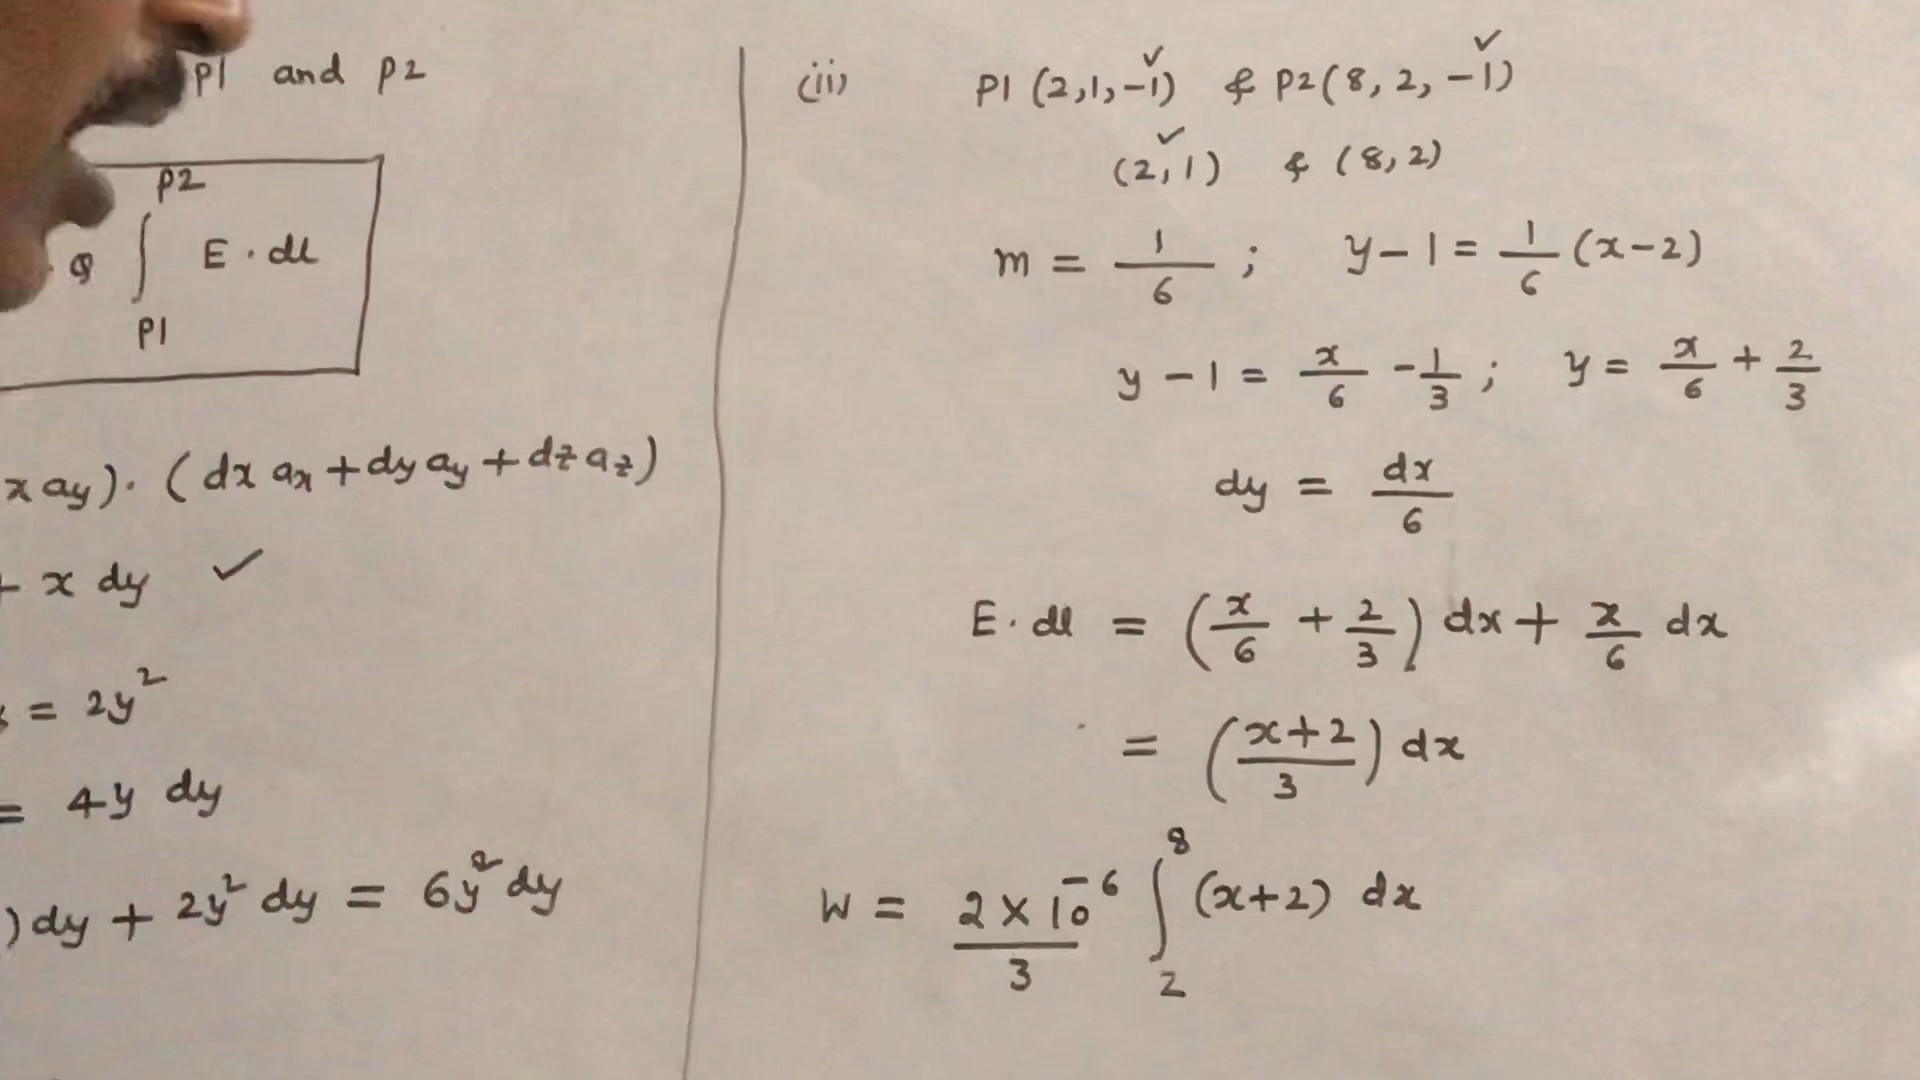 P1 and P2
P2
Q ∫ E . dl
P1
x ay) . (dx ax + dy ay + dz az)
+ x dy ✓
= 2y²
= 4y dy
) dy + 2y² dy = 6y² dy
(ii) P1 (2,1,-1) & P2 (8, 2, -1)
(2,1) & (8,2)
m = 1/6 ; y-1 = 1/6 (x-2)
y - 1 = x/6 - 1/3 ; y = x/6 + 2/3
dy = dx/6
E . dl = (x/6 + 2/3) dx + x/6 dx
= (x+2/3) dx
8
W = 2 x 10⁻⁶/3 ∫ (x+2) dx
2